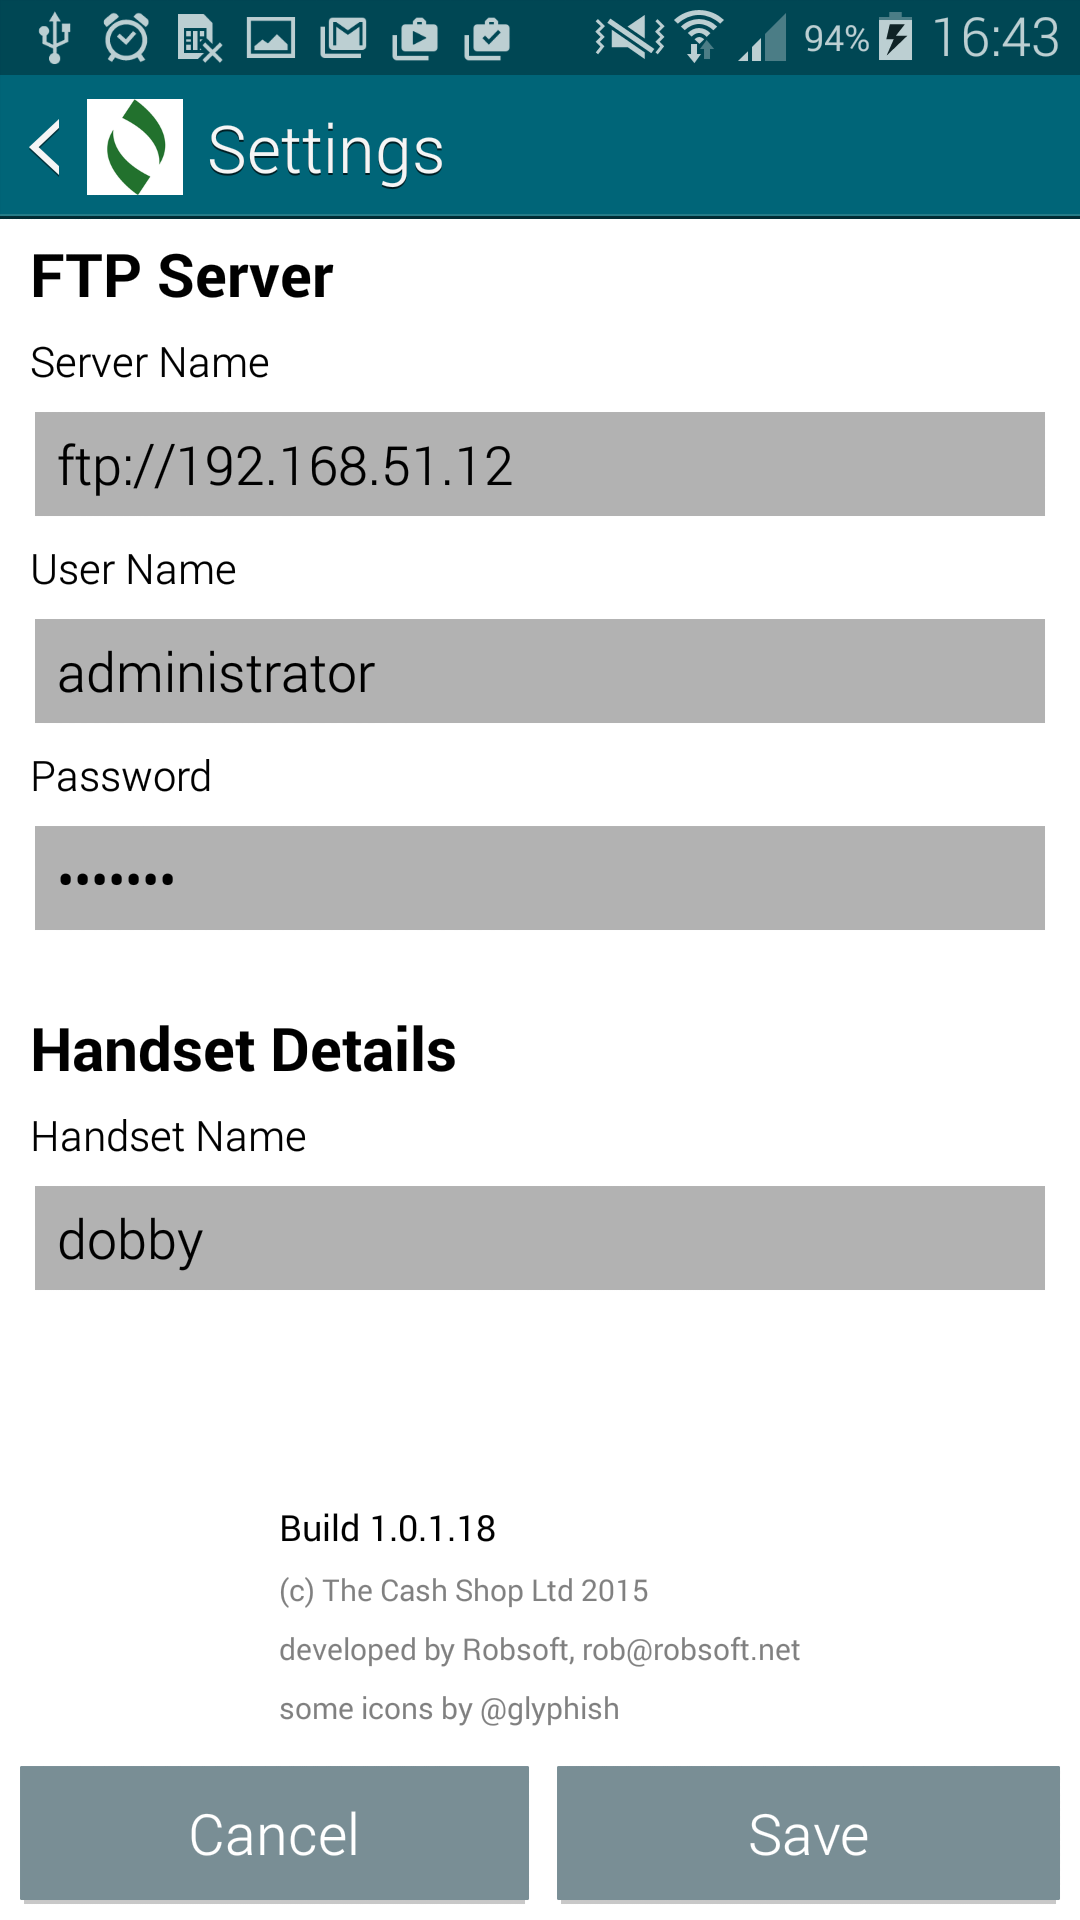 94% 16:43
Settings
FTP Server
Server Name
ftp://192.168.51.12
User Name
administrator
Password
•••••••
Handset Details
Handset Name
dobby
Build 1.0.1.18
(c) The Cash Shop Ltd 2015
developed by Robsoft, rob@robsoft.net
some icons by @glyphish
Cancel Save